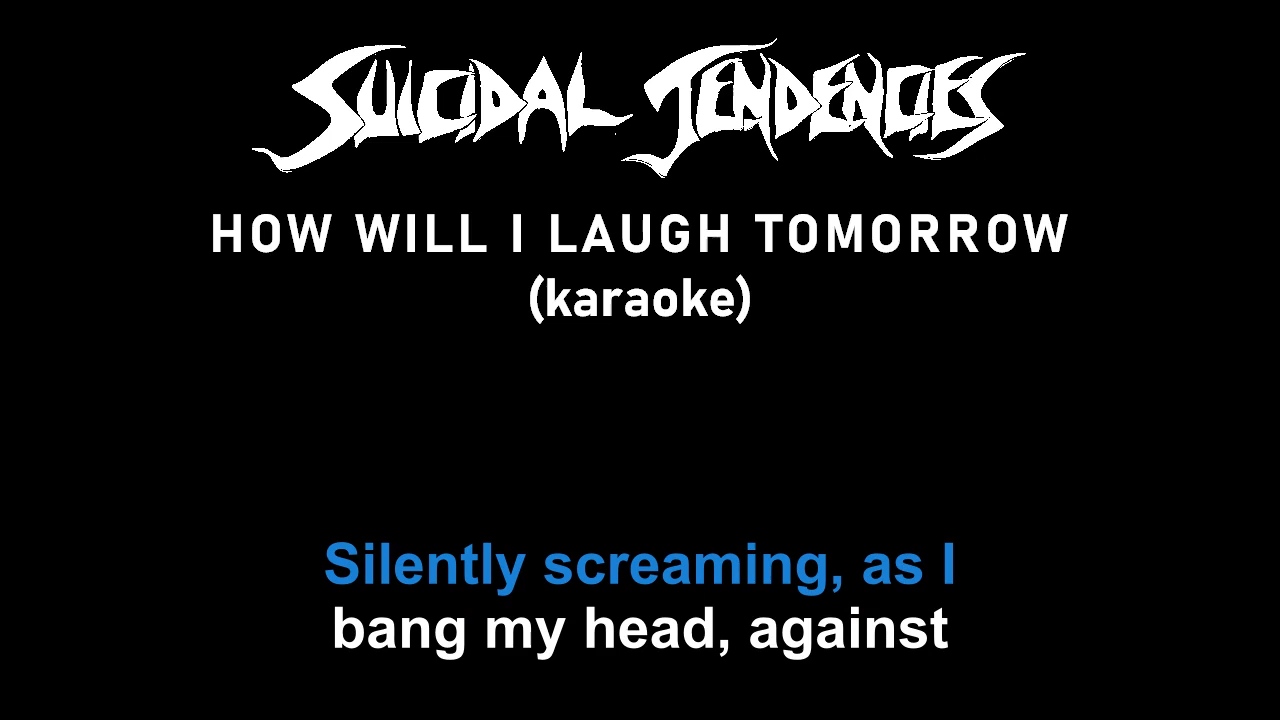 SUICIDAL TENDENCIES
HOW WILL I LAUGH TOMORROW
(karaoke)
Silently screaming, as I
bang my head, against